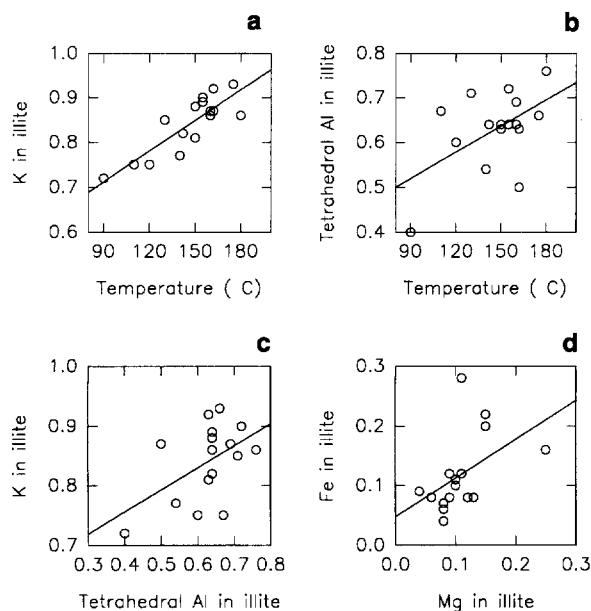 a
1.0
0.9
0.8
0.7
0.6
K in illite
90 120 150 180
Temperature ( C)
b
0.8
0.7
0.6
0.5
0.4
Tetrahedral Al in illite
90 120 150 180
Temperature ( C)
c
1.0
0.9
0.8
0.7
K in illite
0.3 0.4 0.5 0.6 0.7 0.8
Tetrahedral Al in illite
d
0.3
0.2
0.1
0.0
Fe in illite
0.0 0.1 0.2 0.3
Mg in illite